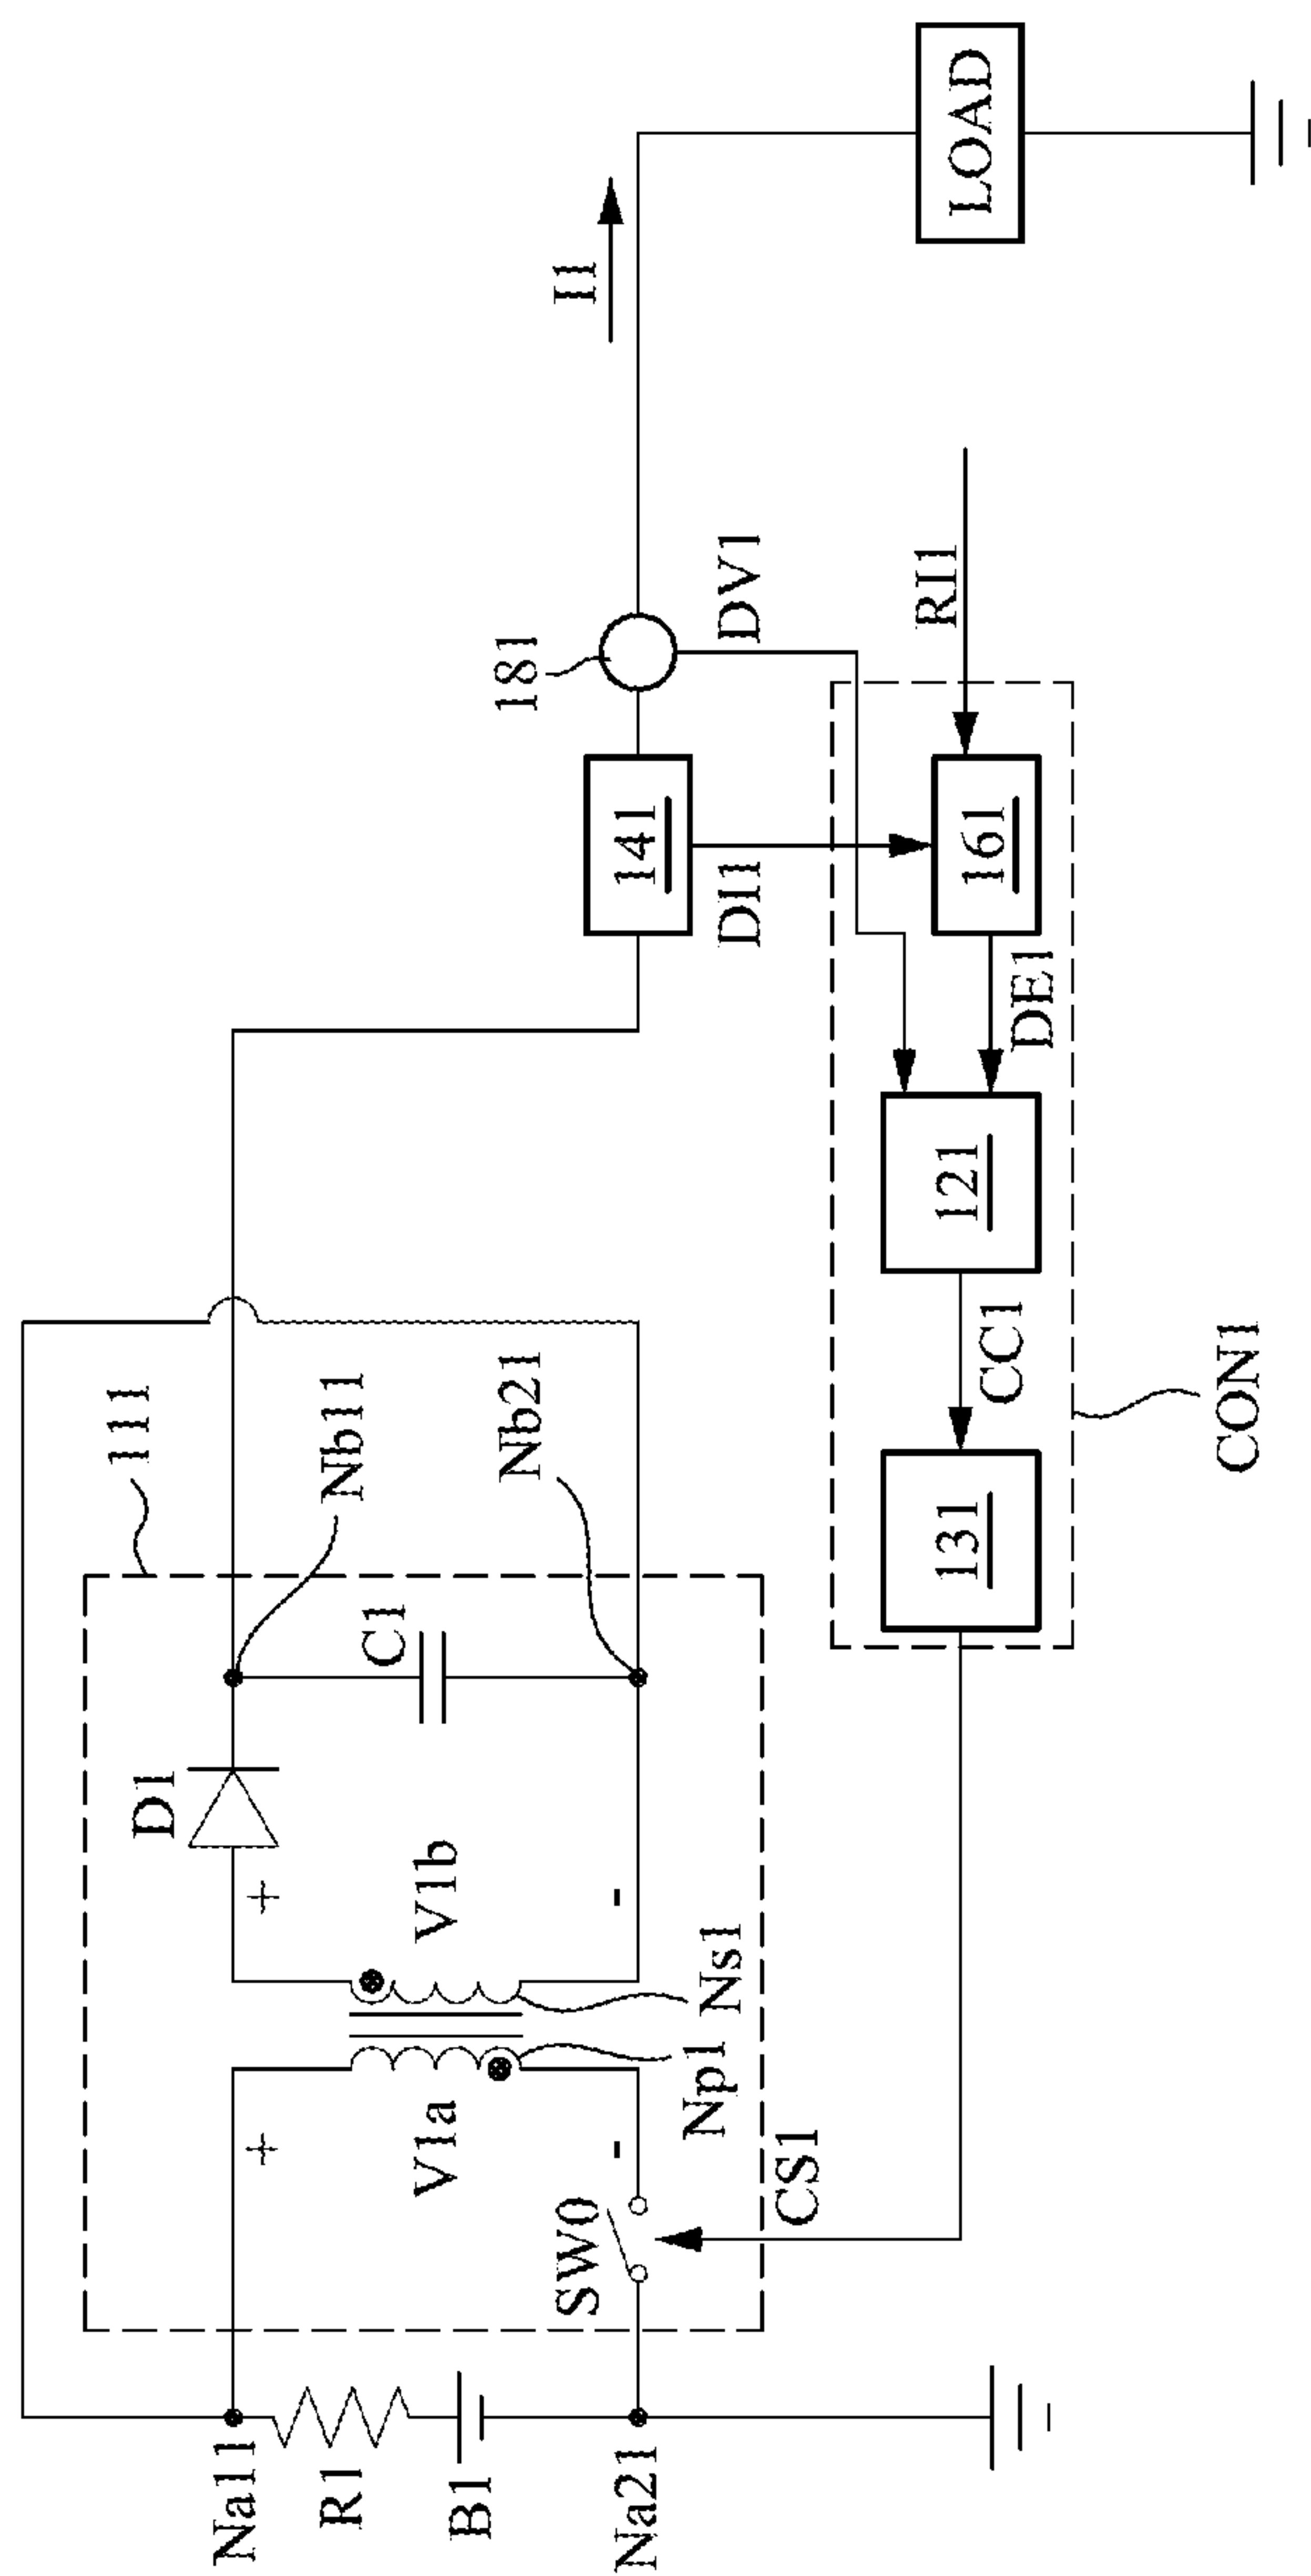 111
Nb11
Nb21
Na11
R1
B1
Na21
V1a
V1b
D1
C1
SW0
Np1
Ns1
CS1
131
CC1
121
DE1
161
CON1
141
DI1
181
DV1
RI1
I1
LOAD
+
-
+
-